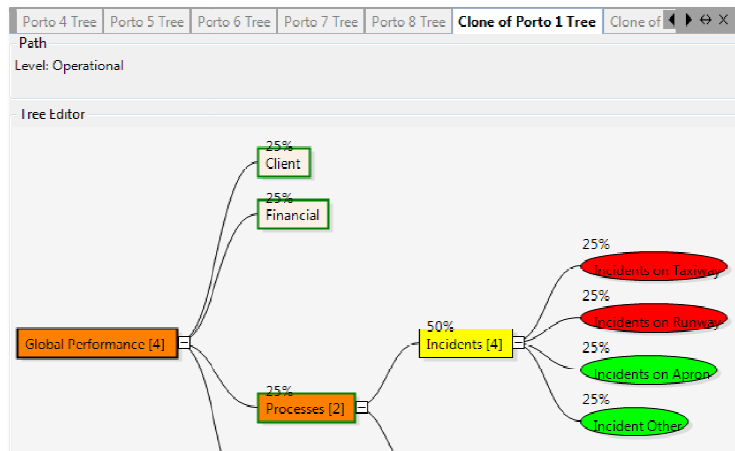 Porto 4 Tree Porto 5 Tree Porto 6 Tree Porto 7 Tree Porto 8 Tree Clone of Porto 1 Tree Clone of
Path
Level: Operational
Tree Editor
25%
Client
25%
Financial
25%
Incidents on Taxiway
25%
Incidents on Runway
50%
Global Performance [4]
Incidents [4]
25%
Incidents on Apron
25%
Processes [2]
25%
Incident Other